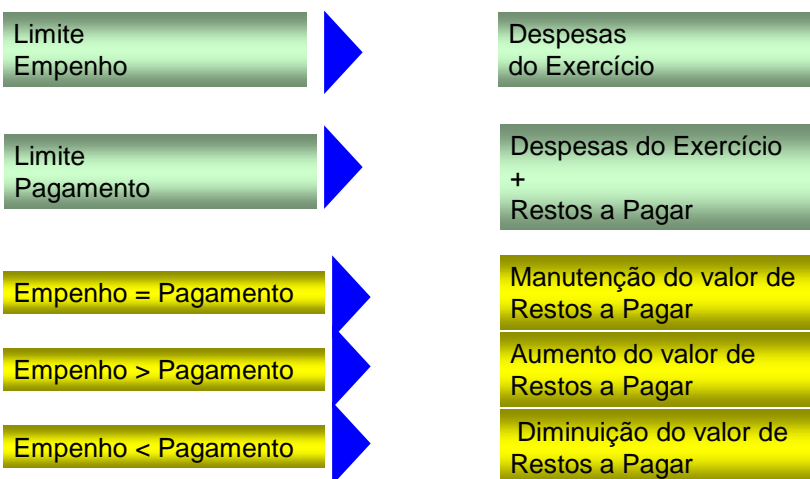 Limite
Empenho
Despesas
do Exercício
Limite
Pagamento
Despesas do Exercício
+
Restos a Pagar
Empenho = Pagamento
Manutenção do valor de
Restos a Pagar
Empenho > Pagamento
Aumento do valor de
Restos a Pagar
Empenho < Pagamento
Diminuição do valor de
Restos a Pagar